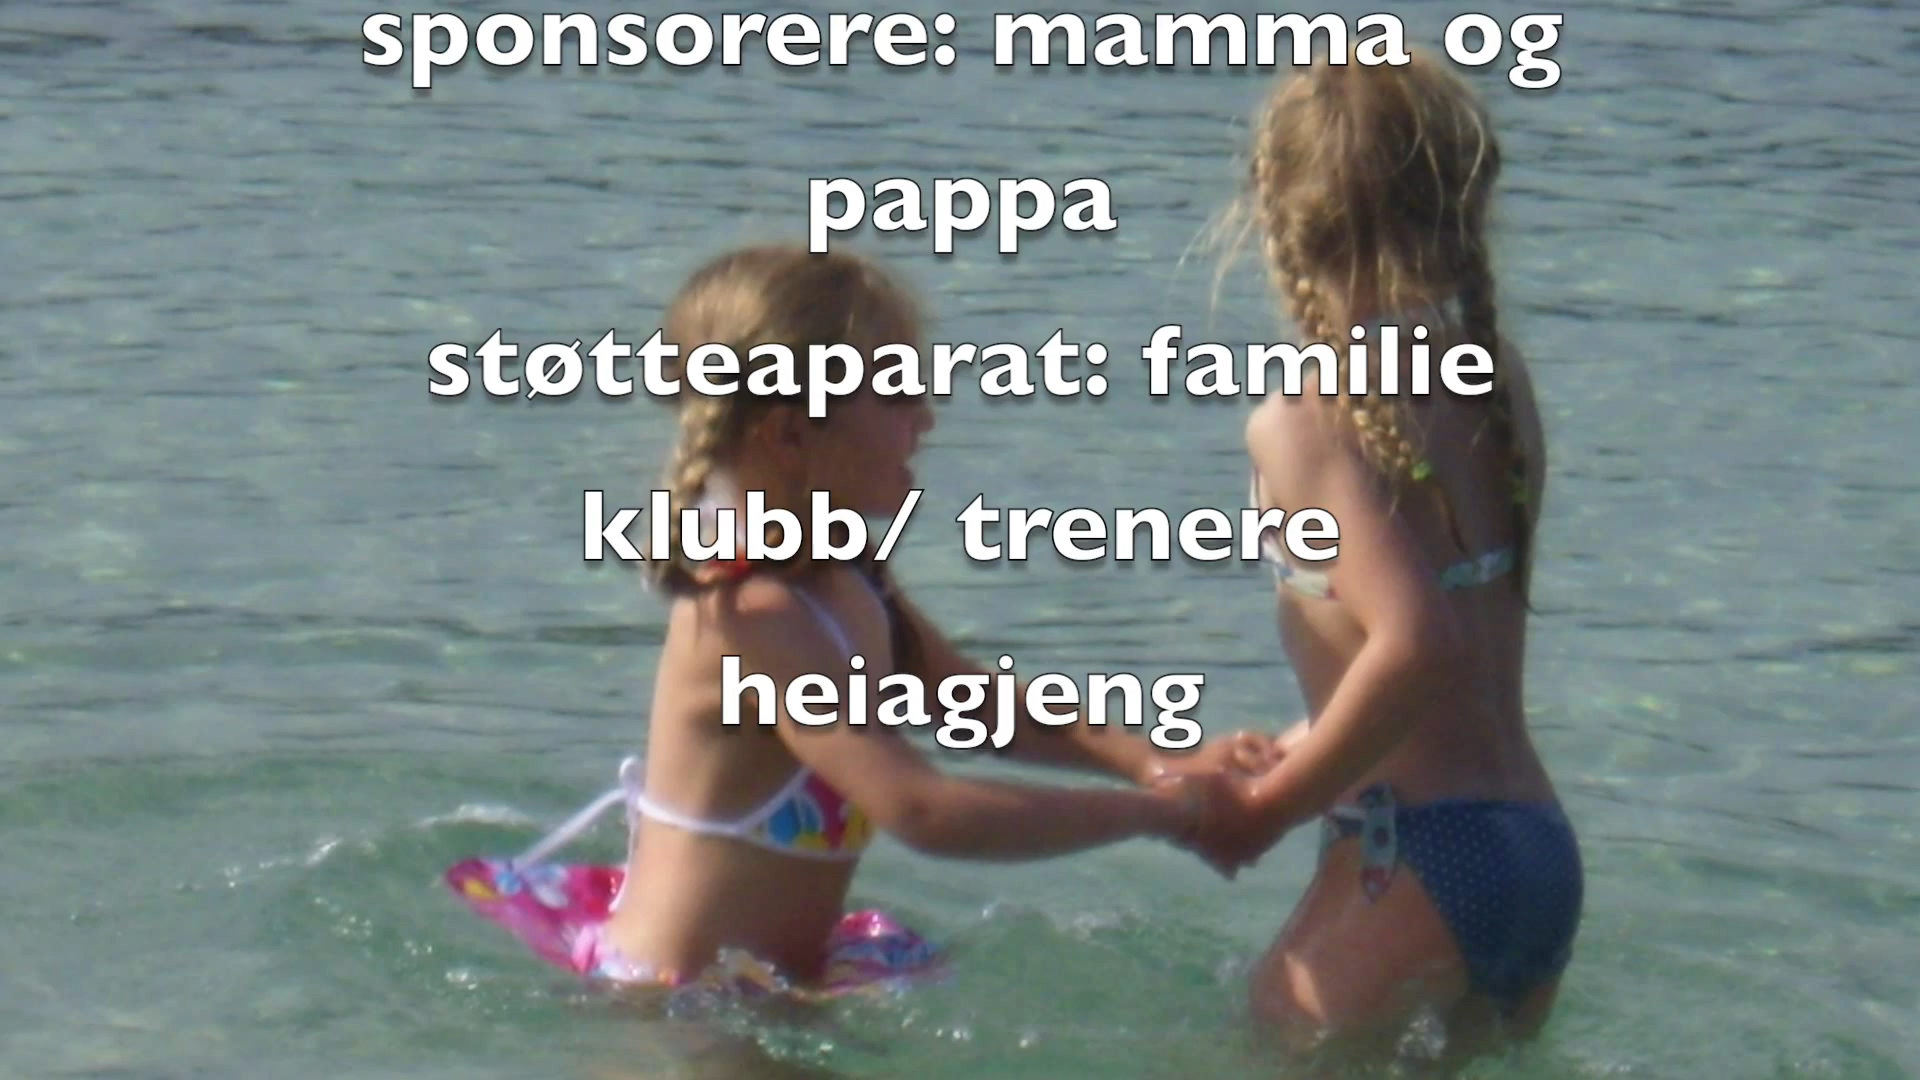 sponsorere: mamma og
pappa
støtteaparat: familie
klubb/ trenere
heiagjeng